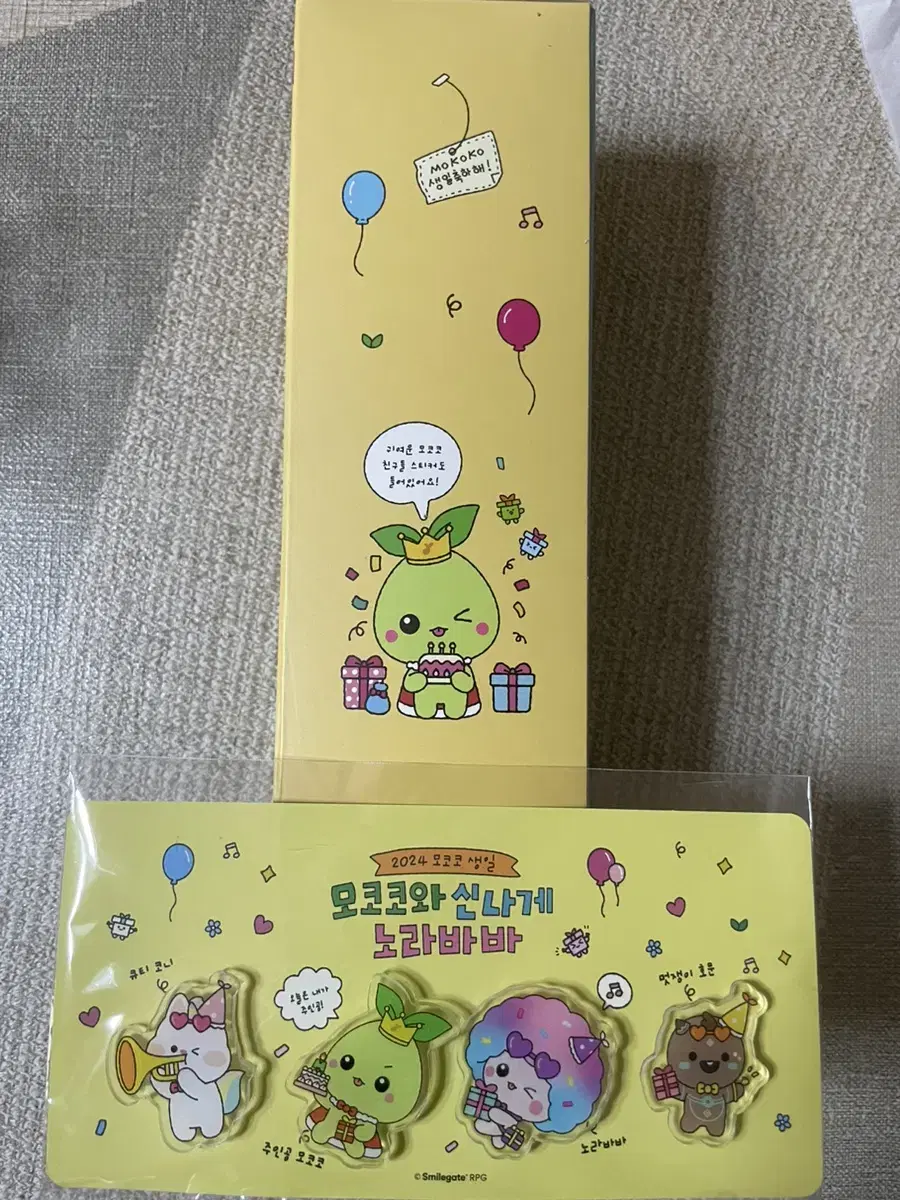 MOKOKO
생일축하해!
귀여운 모코코
친구들 스티커도
들어있어요!
2024 모코코 생일
모코코와 신나게
노라바바
큐티 코니
오늘은 내가
주인공!
멋쟁이 호문
주인공 모코코
노라바바
© Smilegate RPG